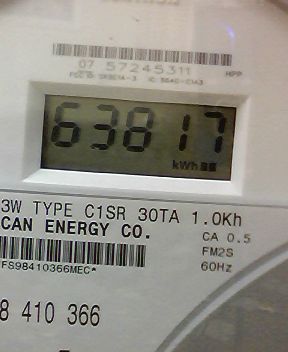 07 57245311 HPP
63817
kWh
3W TYPE C1SR 30TA 1.0Kh
CAN ENERGY CO.
CA 0.5
FM2S
60Hz
FS98410366MEC*
8 410 366